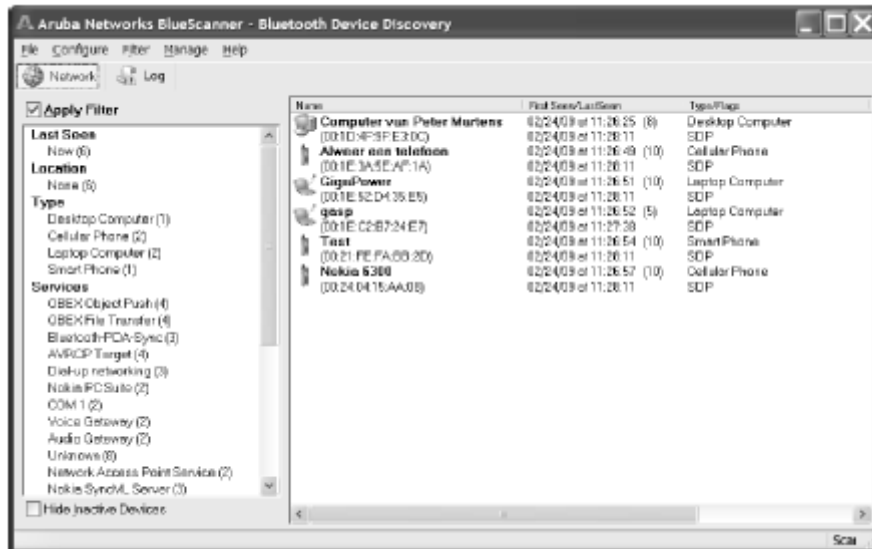 Aruba Networks BlueScanner - Bluetooth Device Discovery
File Configure Filter Manage Help
Network Log
Apply Filter
Last Seen
Now (6)
Location
None (6)
Type
Desktop Computer (1)
Cellular Phone (2)
Laptop Computer (2)
Smart Phone (1)
Services
OBEX Object Push (4)
OBEX File Transfer (4)
Bluetooth-PDA-Sync (3)
AVRCP Target (4)
Dial-up networking (3)
Nokia PC Suite (2)
COM 1 (2)
Voice Gateway (2)
Audio Gateway (2)
Unknown (8)
Network Access Point Service (2)
Nokia SyncML Server (3)
Hide Inactive Devices
Name First Seen/LastSeen Type/Flags
Computer van Peter Martens 02/24/09 at 11:26:25 (8) Desktop Computer
02/24/09 at 11:28:11 SDP
Alweer een telefoon 02/24/09 at 11:26:49 (10) Cellular Phone
(00:1E:3A:5E:AF:1A) 02/24/09 at 11:28:11 SDP
GigaPower 02/24/09 at 11:26:51 (10) Laptop Computer
(00:1E:52:D4:35:E5) 02/24/09 at 11:28:11 SDP
qasp 02/24/09 at 11:26:52 (5) Laptop Computer
(00:1E:C2:B7:24:E7) 02/24/09 at 11:27:38 SDP
Test 02/24/09 at 11:26:54 (10) Smart Phone
(00:21:FE:FA:BB:2D) 02/24/09 at 11:28:11 SDP
Nokia 6300 02/24/09 at 11:26:57 (10) Cellular Phone
(00:24:04:15:AA:0B) 02/24/09 at 11:28:11 SDP
Scan